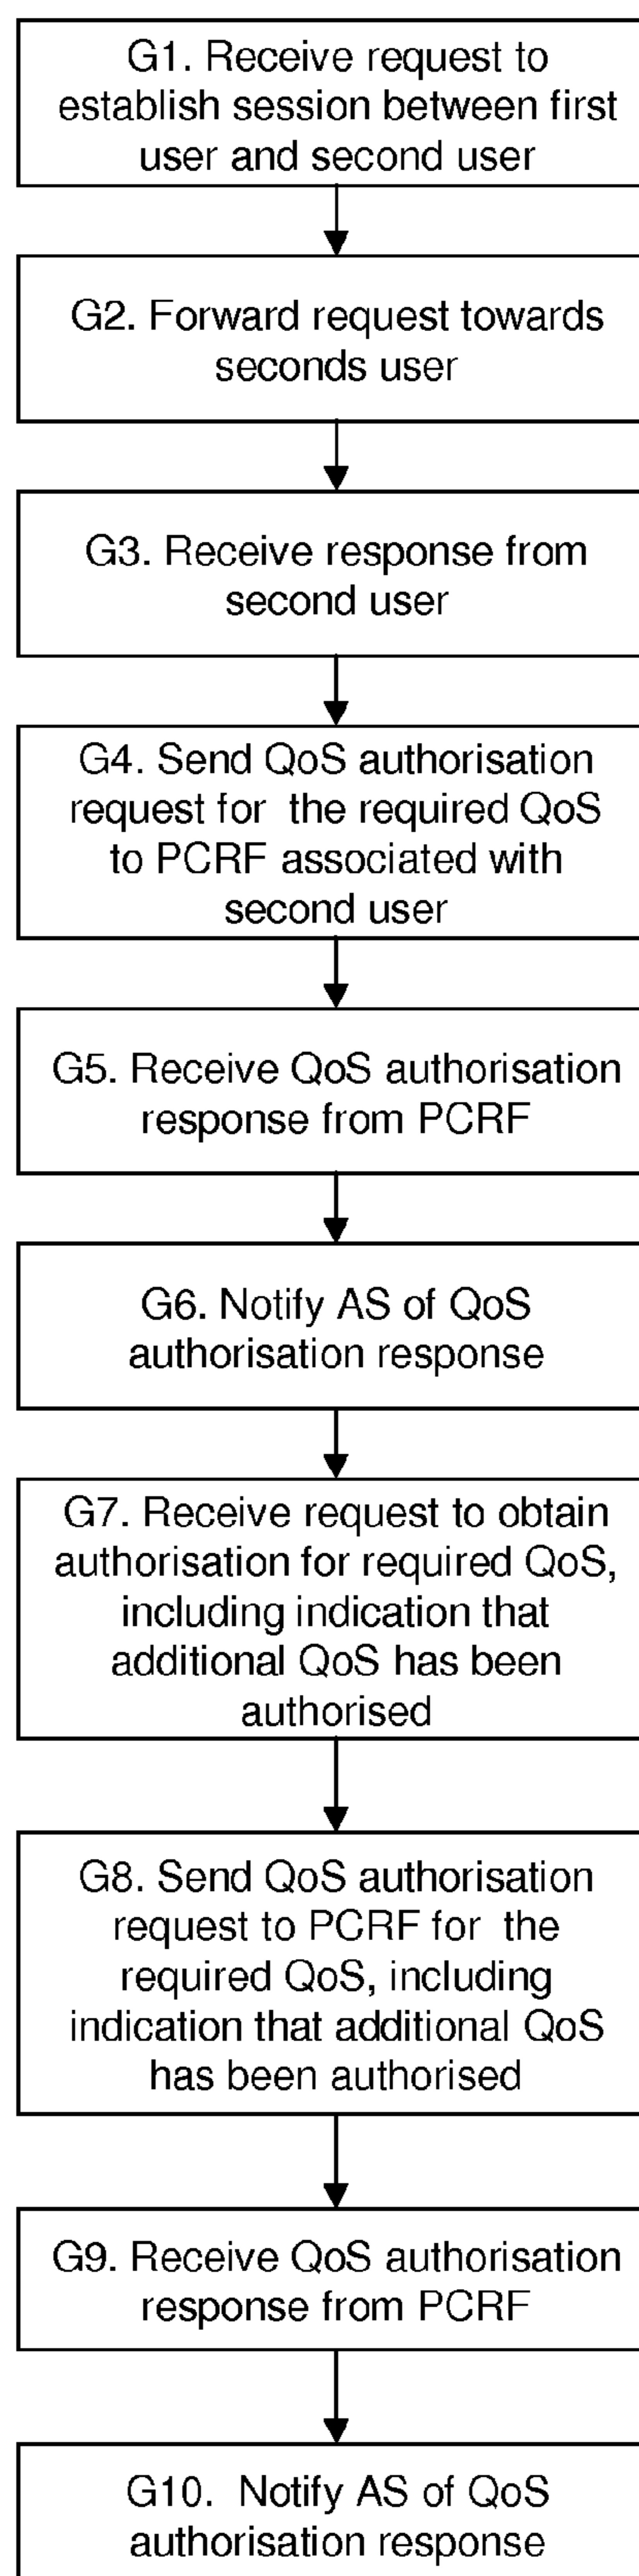 G1. Receive request to
establish session between first
user and second user
G2. Forward request towards
seconds user
G3. Receive response from
second user
G4. Send QoS authorisation
request for the required QoS
to PCRF associated with
second user
G5. Receive QoS authorisation
response from PCRF
G6. Notify AS of QoS
authorisation response
G7. Receive request to obtain
authorisation for required QoS,
including indication that
additional QoS has been
authorised
G8. Send QoS authorisation
request to PCRF for the
required QoS, including
indication that additional QoS
has been authorised
G9. Receive QoS authorisation
response from PCRF
G10. Notify AS of QoS
authorisation response